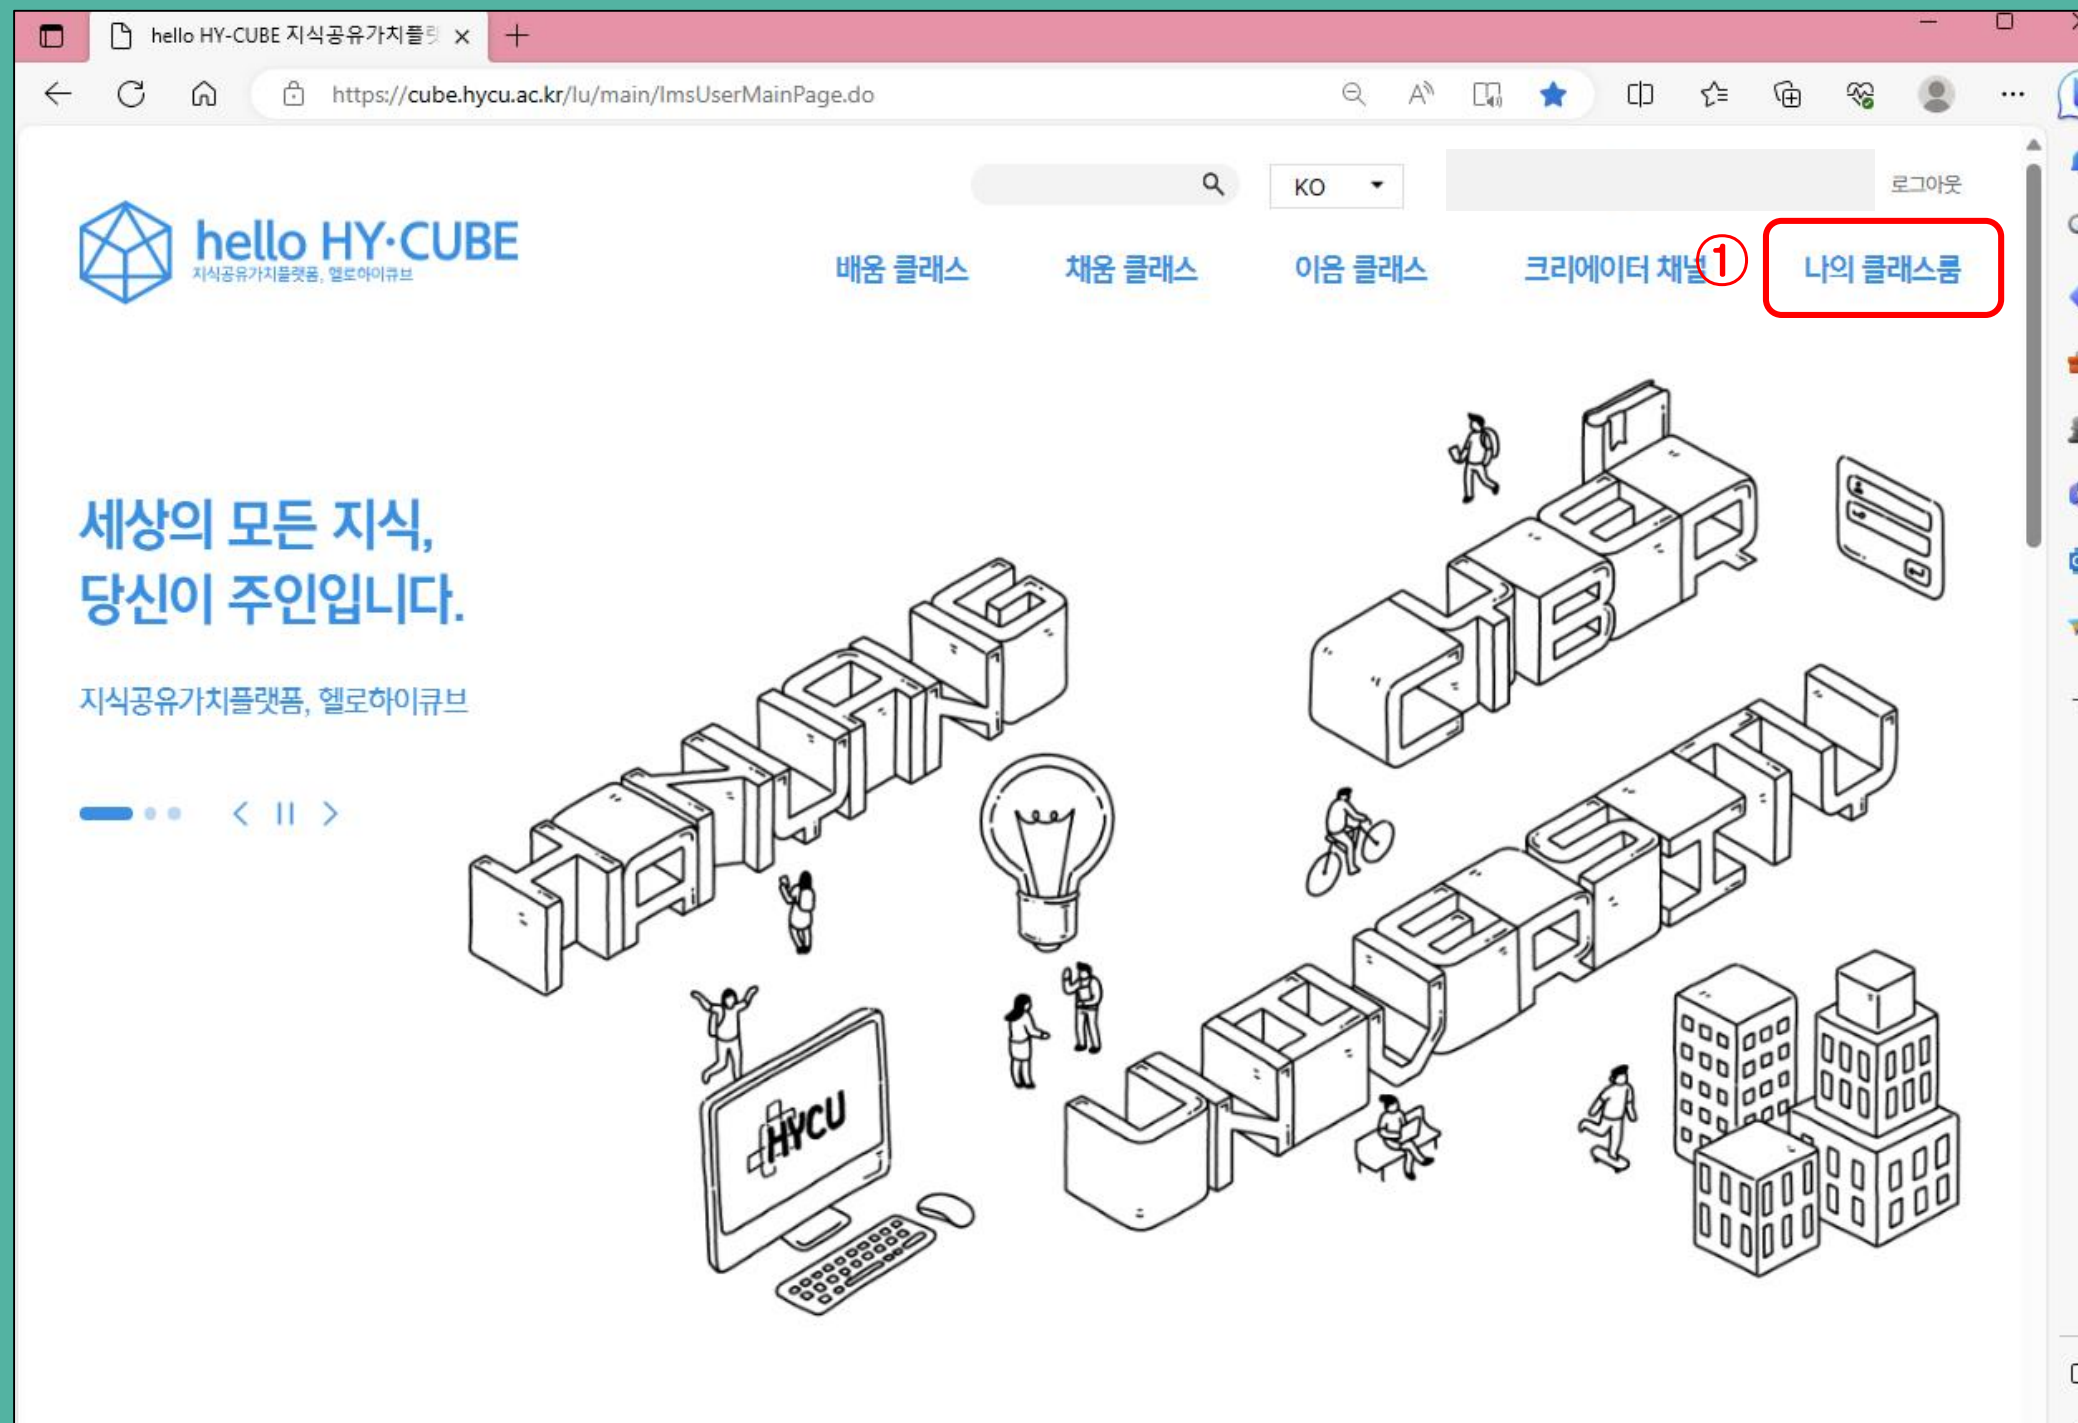 hello HY-CUBE 지식공유가치플랫
https://cube.hycu.ac.kr/lu/main/lmsUserMainPage.do
KO
로그아웃
hello HY·CUBE
지식공유가치플랫폼, 헬로하이큐브
배움 클래스
채움 클래스
이음 클래스
크리에이터 채널
①
나의 클래스룸
세상의 모든 지식,
당신이 주인입니다.
지식공유가치플랫폼, 헬로하이큐브
HANYANG
CYBER
UNIVERSITY
HYCU